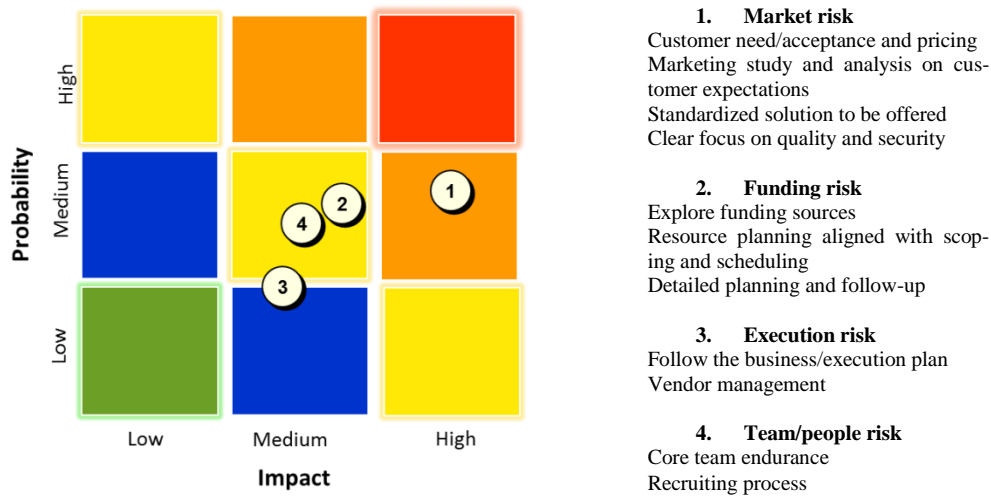 High
Medium
Low
Probability
1
2
4
3
Low
Medium
High
Impact
1. Market risk
Customer need/acceptance and pricing
Marketing study and analysis on cus-
tomer expectations
Standardized solution to be offered
Clear focus on quality and security
2. Funding risk
Explore funding sources
Resource planning aligned with scop-
ing and scheduling
Detailed planning and follow-up
3. Execution risk
Follow the business/execution plan
Vendor management
4. Team/people risk
Core team endurance
Recruiting process